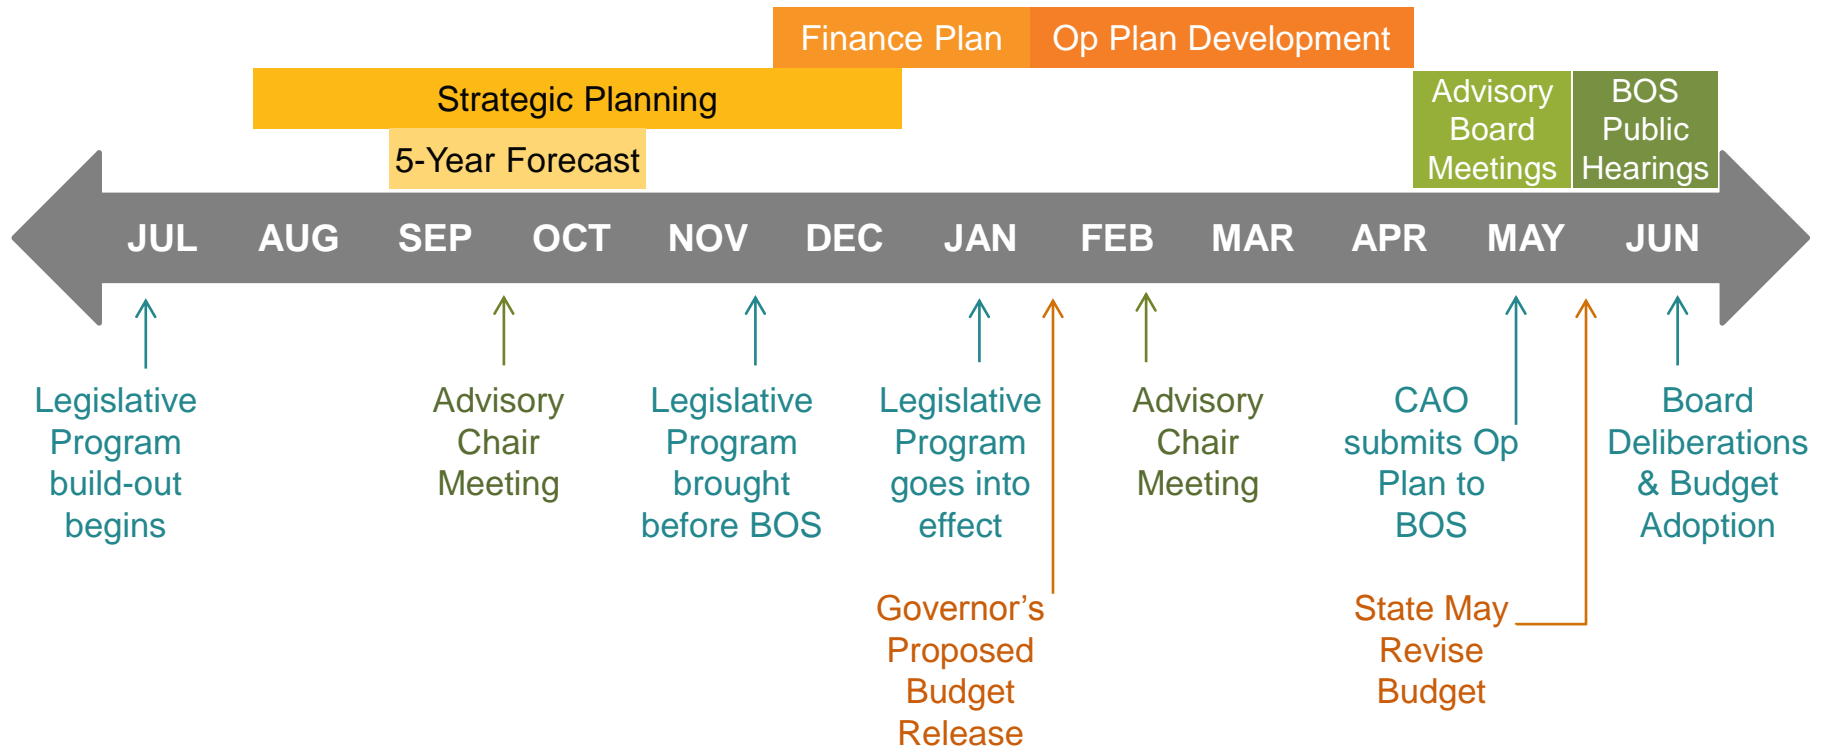 Finance Plan
Op Plan Development
Strategic Planning
5-Year Forecast
Advisory
Board
Meetings
BOS
Public
Hearings
JUL AUG SEP OCT NOV DEC JAN FEB MAR APR MAY JUN
Legislative
Program
build-out
begins
Advisory
Chair
Meeting
Legislative
Program
brought
before BOS
Legislative
Program
goes into
effect
Advisory
Chair
Meeting
CAO
submits Op
Plan to
BOS
Board
Deliberations
& Budget
Adoption
Governor’s
Proposed
Budget
Release
State May
Revise
Budget